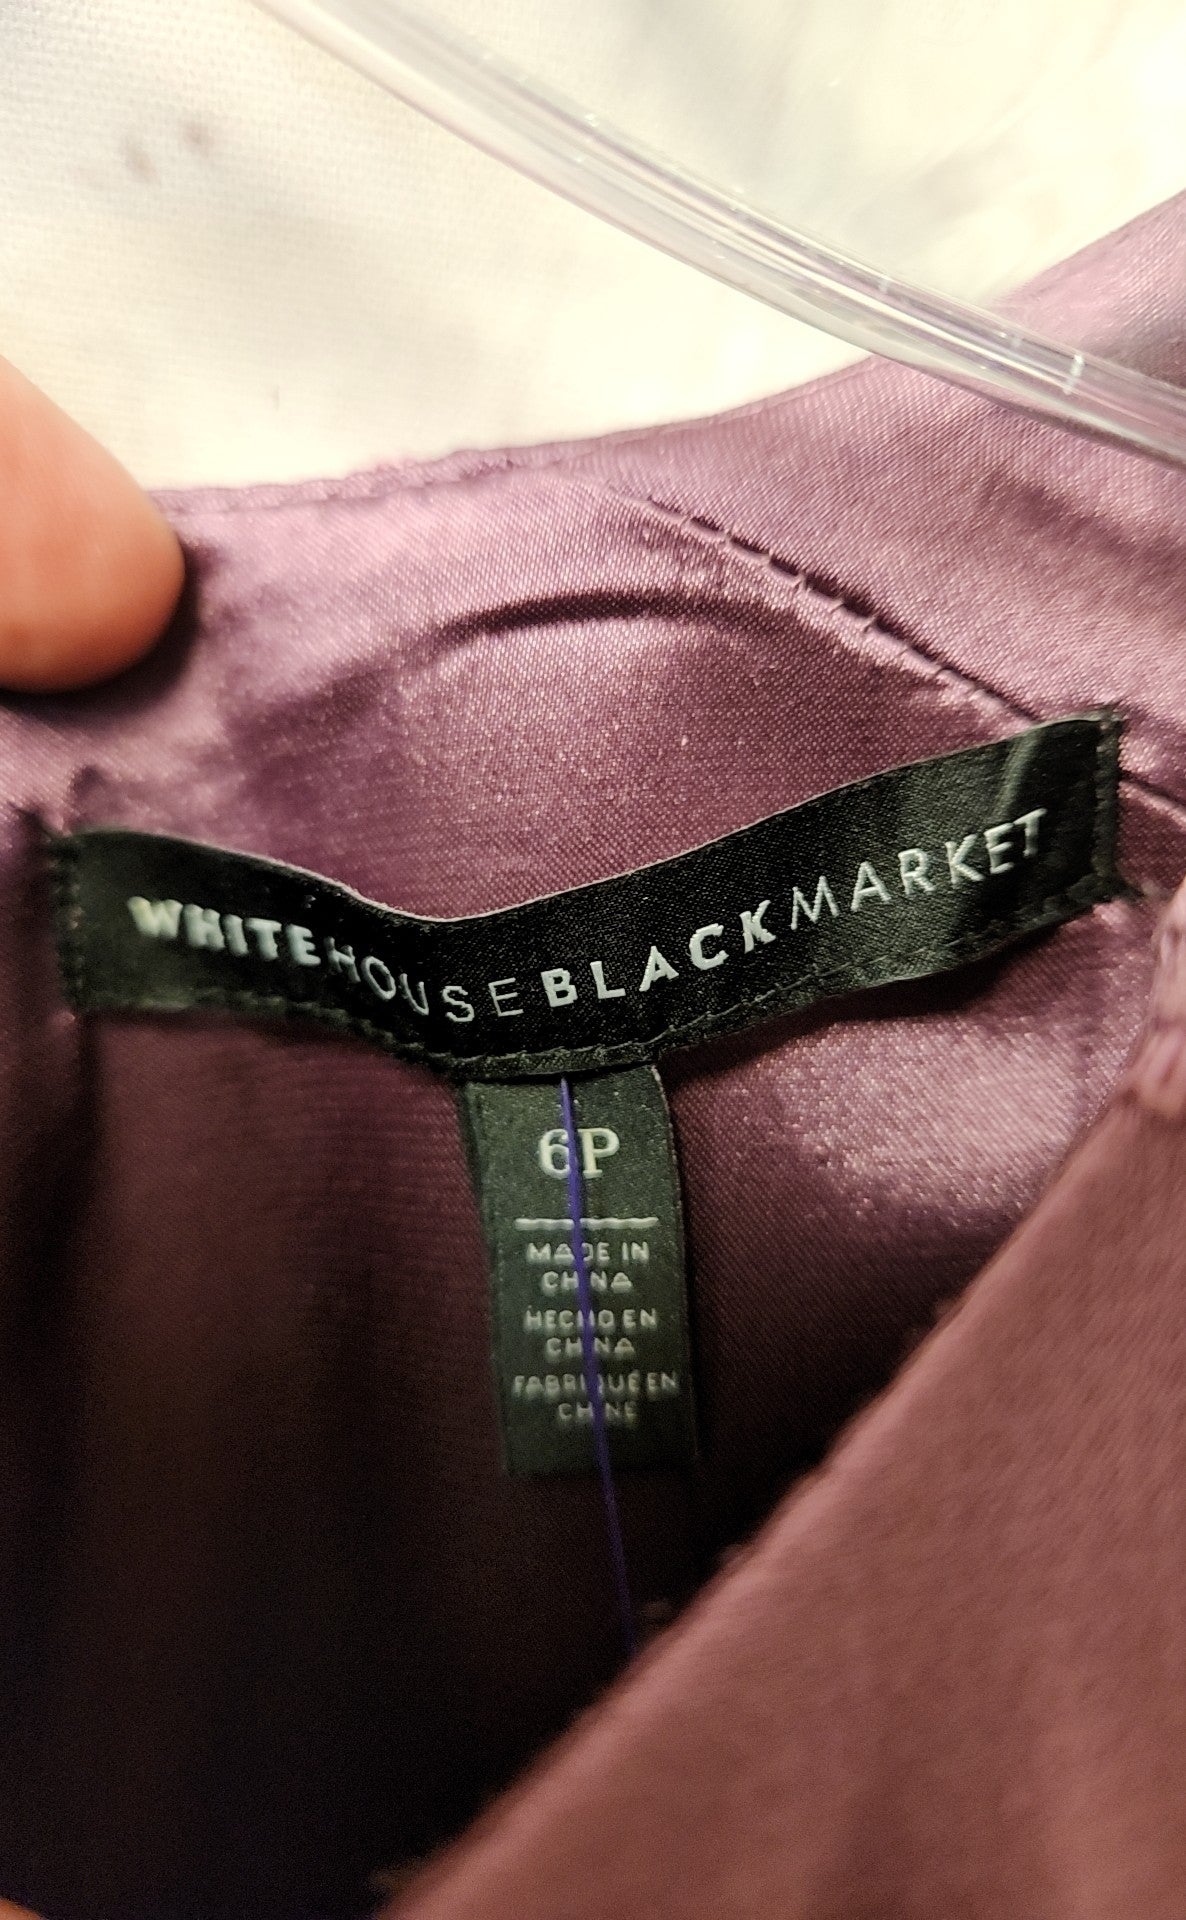 WHITEHOUSEBLACKMARKET
6P
MADE IN
CHINA
HECHO EN
CHINA
FABRIQUÉ EN
CHINE